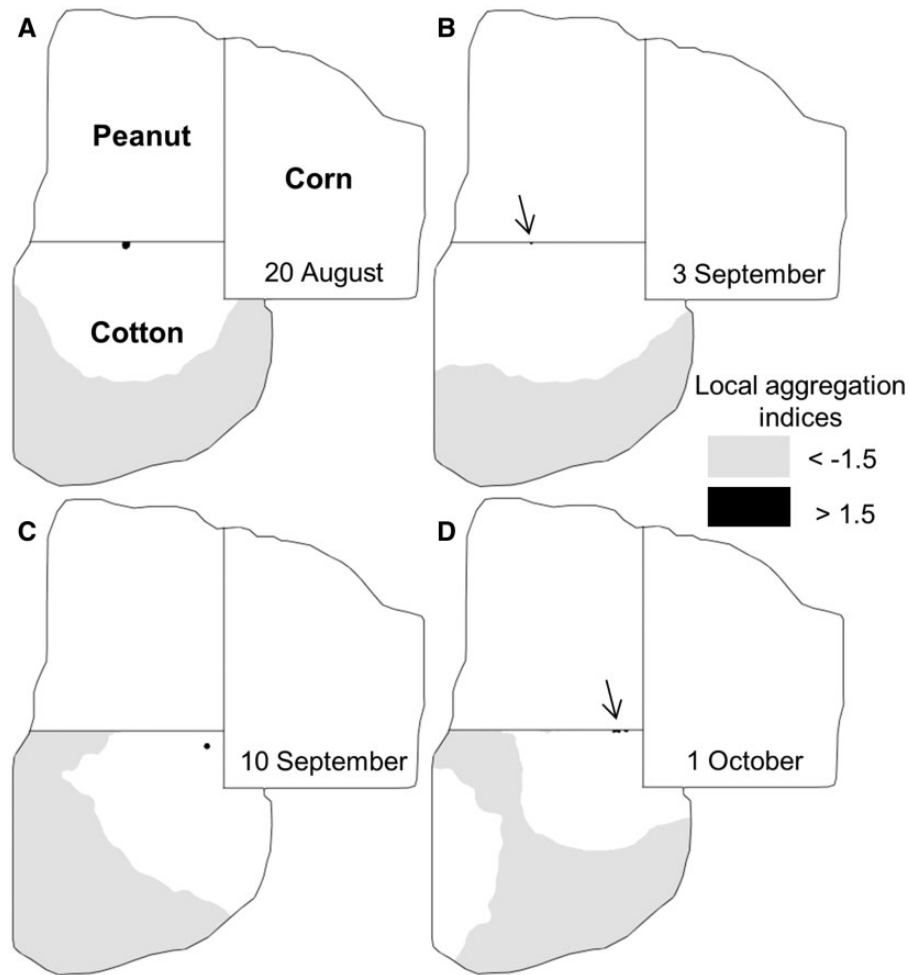 A
B
Peanut
Corn
20 August
3 September
Cotton
Local aggregation
indices
< -1.5
> 1.5
C
D
10 September
1 October